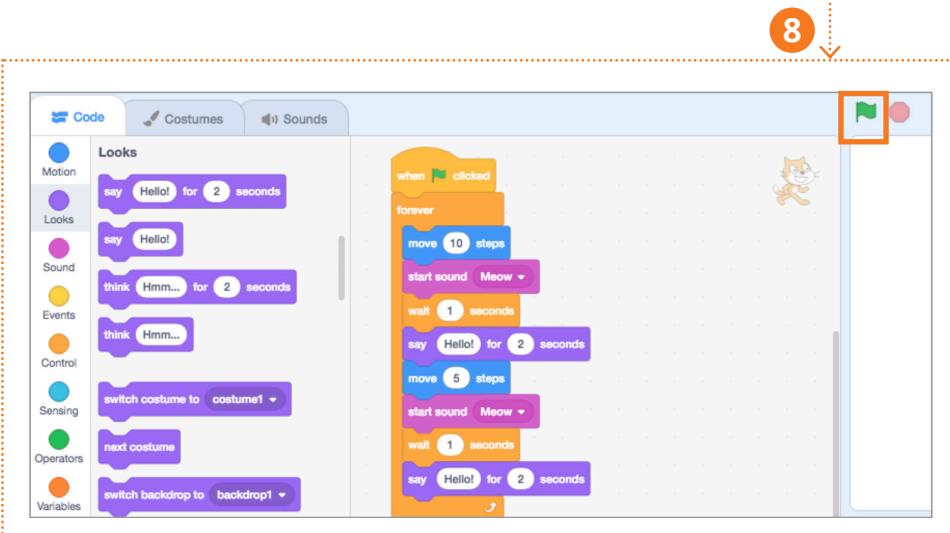 8
Code Costumes Sounds
Motion
Looks
Sound
Events
Control
Sensing
Operators
Variables
Looks
say Hello! for 2 seconds
say Hello!
think Hmm... for 2 seconds
think Hmm...
switch costume to costume1
next costume
switch backdrop to backdrop1
when clicked
forever
move 10 steps
start sound Meow
wait 1 seconds
say Hello! for 2 seconds
move 5 steps
start sound Meow
wait 1 seconds
say Hello! for 2 seconds